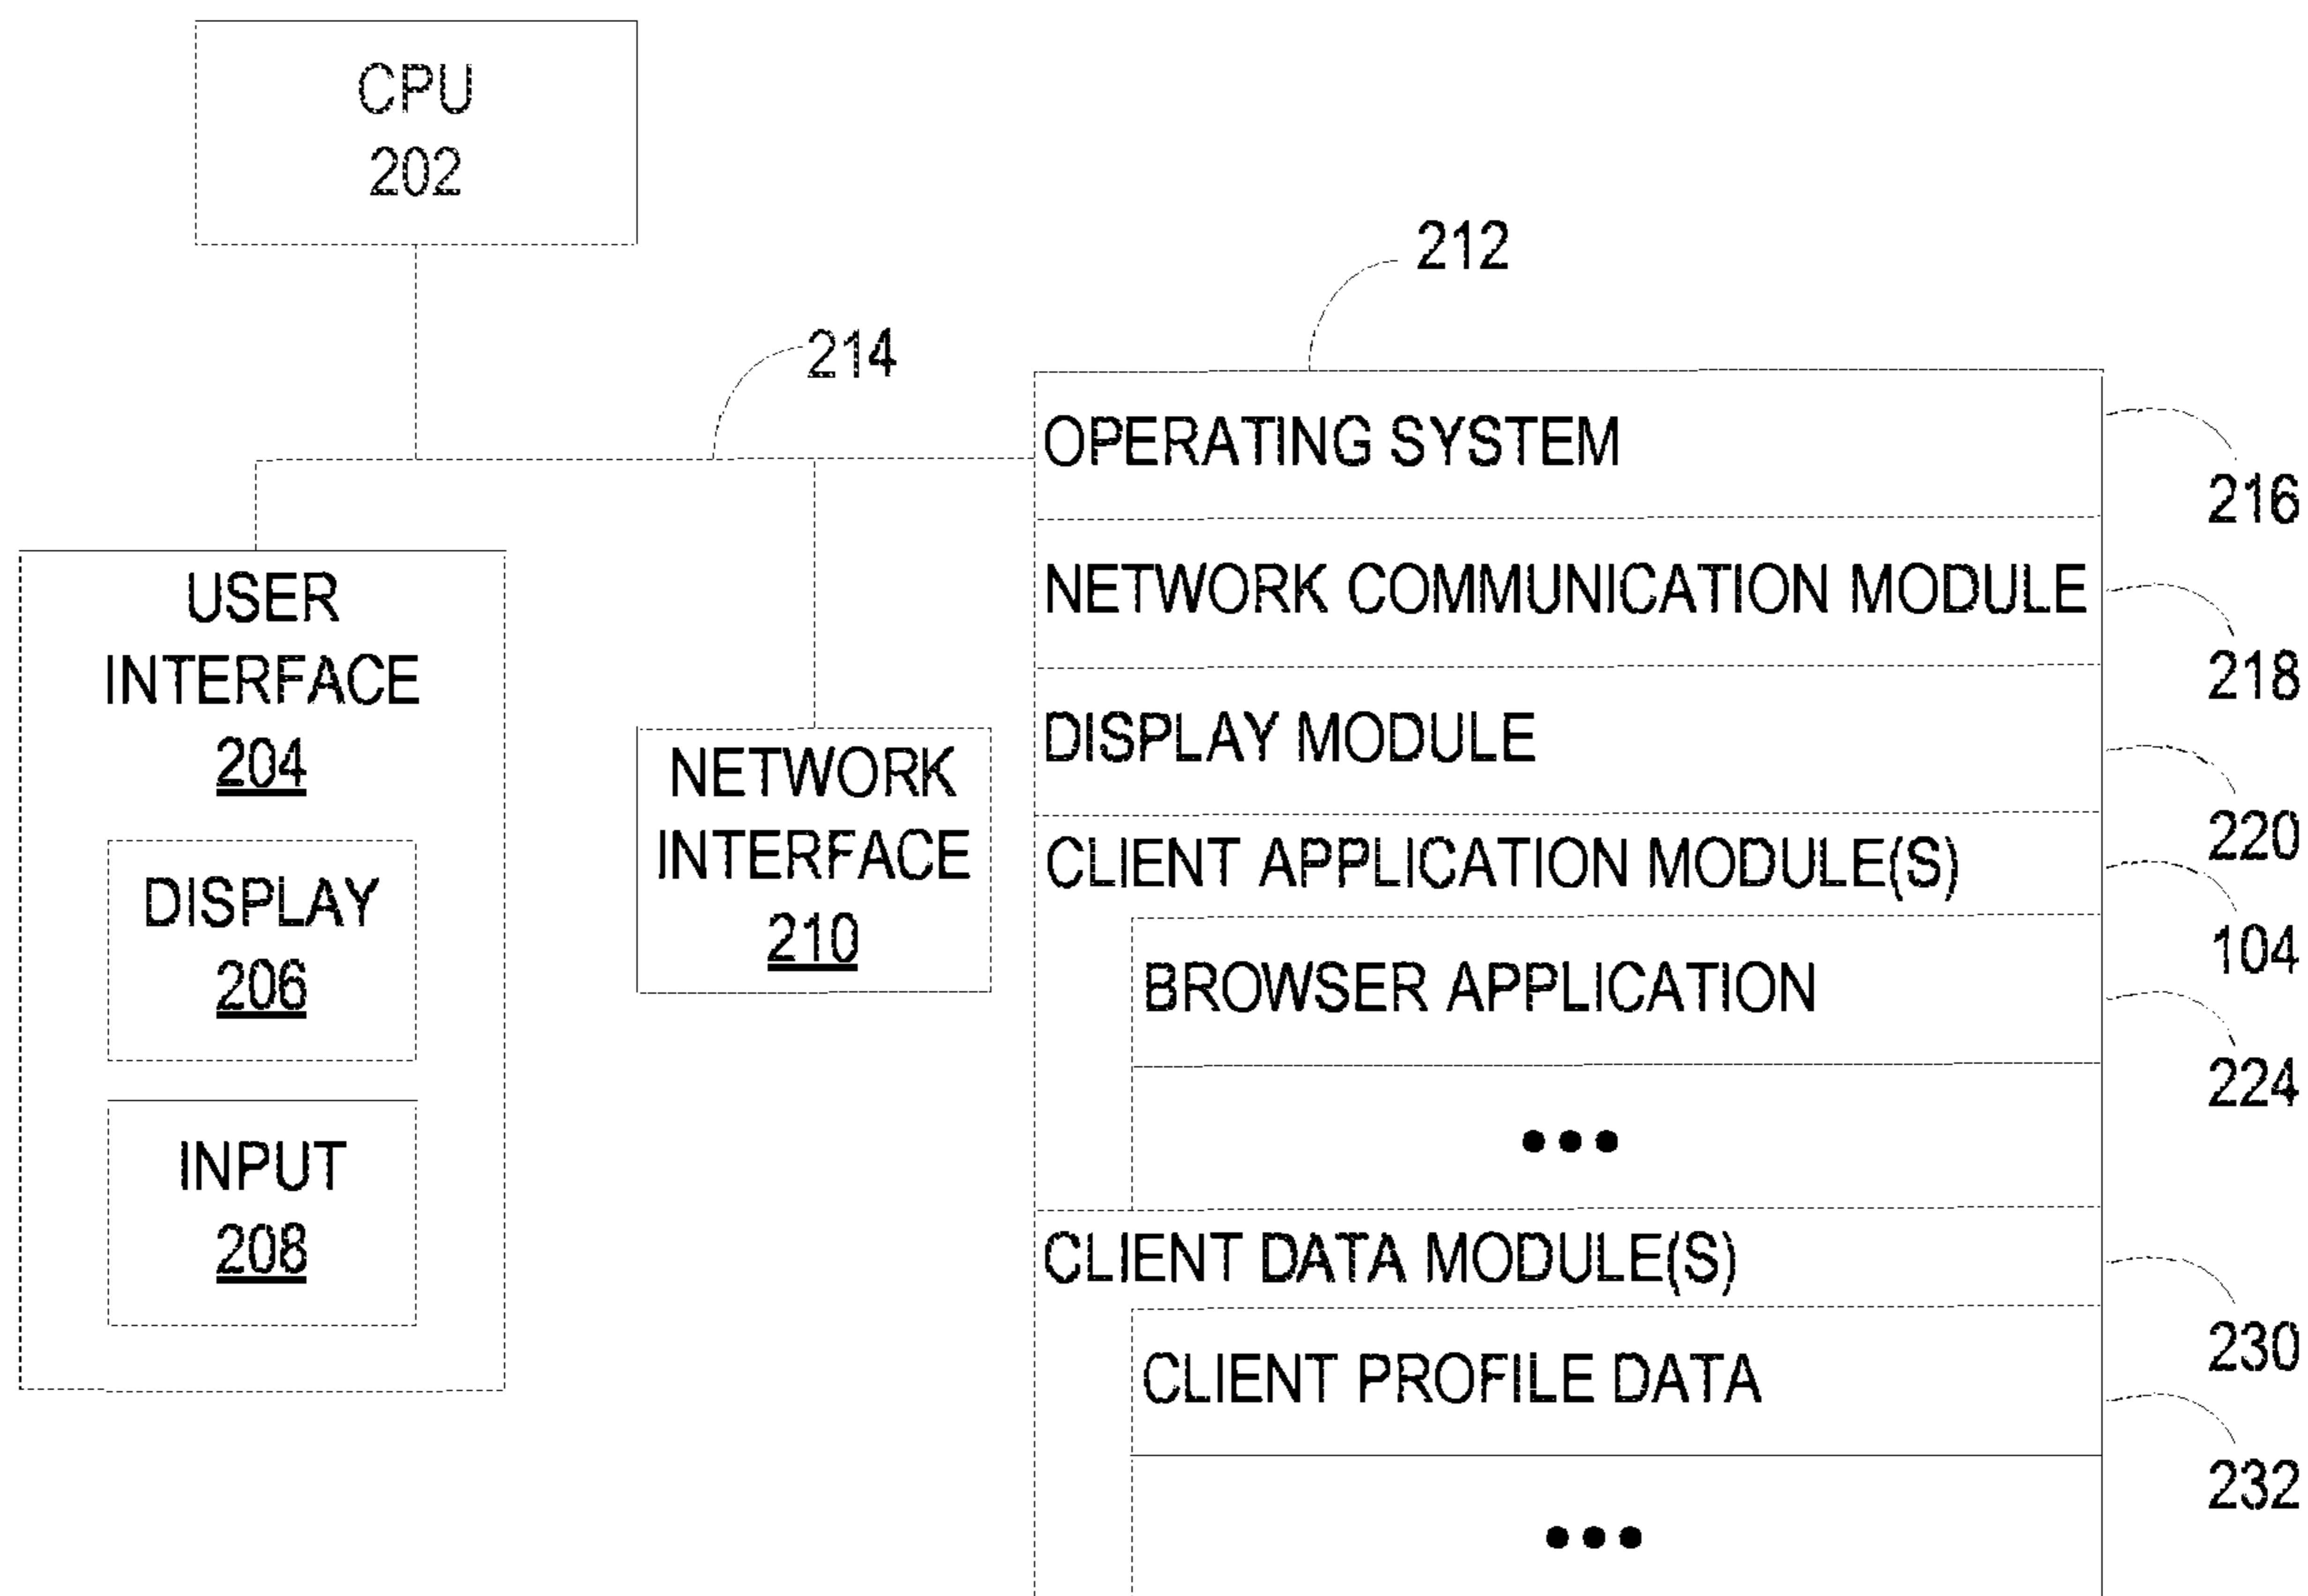 CPU
202
212
214
OPERATING SYSTEM
216
NETWORK COMMUNICATION MODULE
218
DISPLAY MODULE
220
CLIENT APPLICATION MODULE(S)
104
BROWSER APPLICATION
224
•••
CLIENT DATA MODULE(S)
230
CLIENT PROFILE DATA
232
•••
USER
INTERFACE
204
DISPLAY
206
INPUT
208
NETWORK
INTERFACE
210